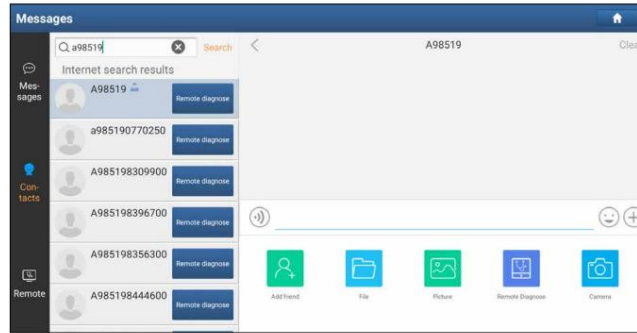 Messages
a98519
Search
Internet search results
Mes-
sages
Con-
tacts
Remote
A98519
Remote diagnose
a985190770250
Remote diagnose
A985198309900
Remote diagnose
A985198396700
Remote diagnose
A985198356300
Remote diagnose
A985198444600
Remote diagnose
A98519
Clea
Add friend
File
Picture
Remote Diagnose
Camera